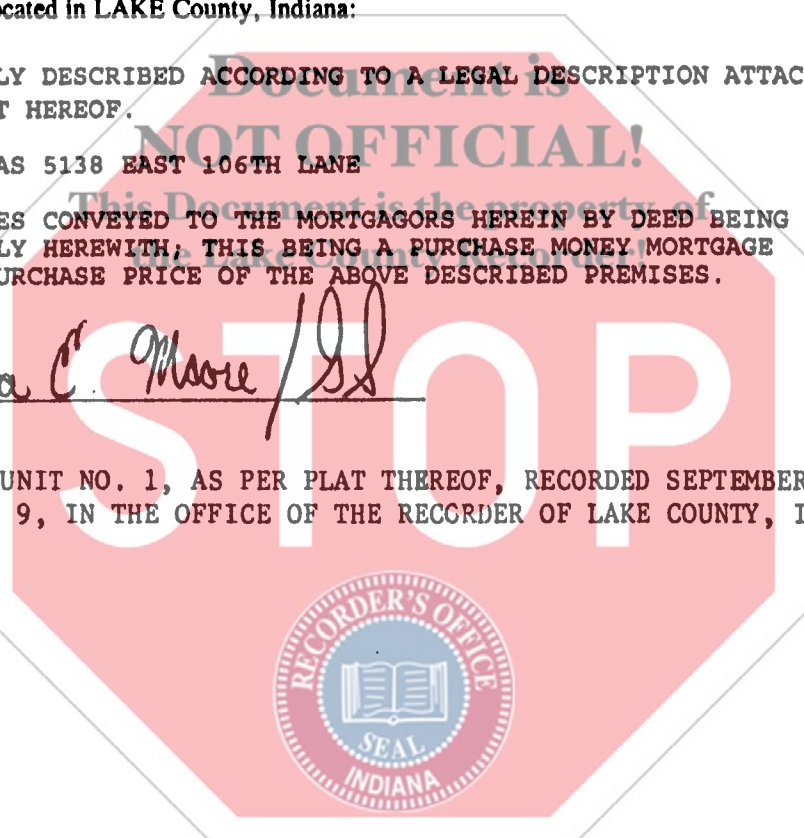 ocated in LAKE County, Indiana:
LY DESCRIBED ACCORDING TO A LEGAL DESCRIPTION ATTAC
T HEREOF.
Document is
NOT OFFICIAL!
AS 5138 EAST 106TH LANE
This Document is the property of
the Lake County Recorder!
ES CONVEYED TO THE MORTGAGORS HEREIN BY DEED BEING
LY HEREWITH; THIS BEING A PURCHASE MONEY MORTGAGE
URCHASE PRICE OF THE ABOVE DESCRIBED PREMISES.
a C. Moore /
STOP
UNIT NO. 1, AS PER PLAT THEREOF, RECORDED SEPTEMBER
9, IN THE OFFICE OF THE RECORDER OF LAKE COUNTY, I
RECORDER'S OFFICE
SEAL
INDIANA